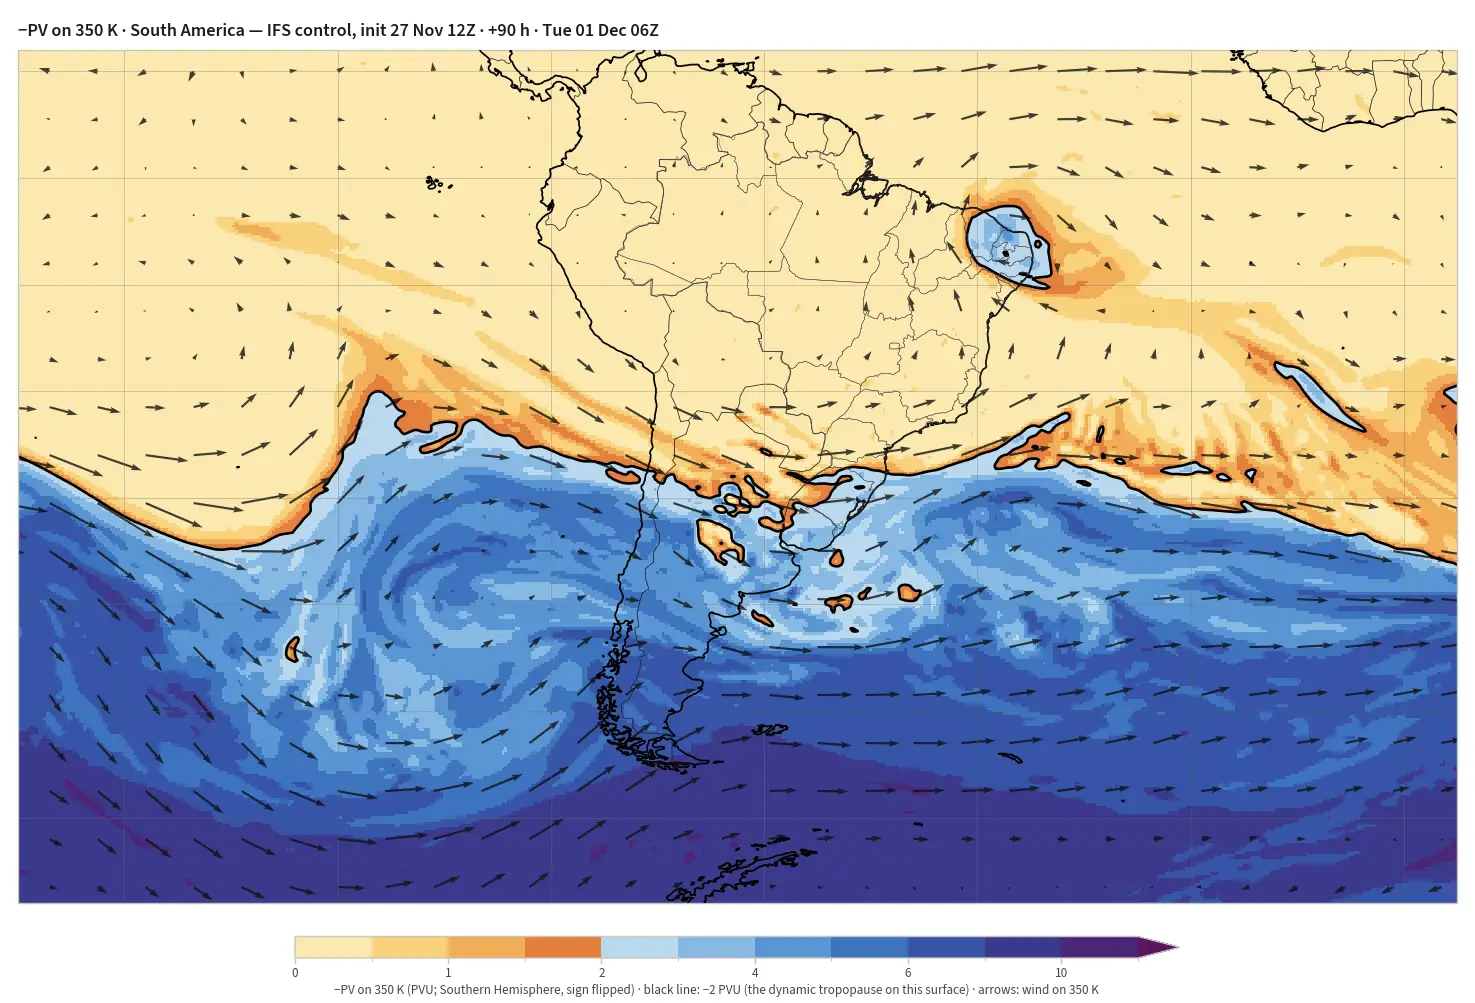 −PV on 350 K · South America — IFS control, init 27 Nov 12Z · +90 h · Tue 01 Dec 06Z
0 1 2 4 6 10
−PV on 350 K (PVU; Southern Hemisphere, sign flipped) · black line: −2 PVU (the dynamic tropopause on this surface) · arrows: wind on 350 K